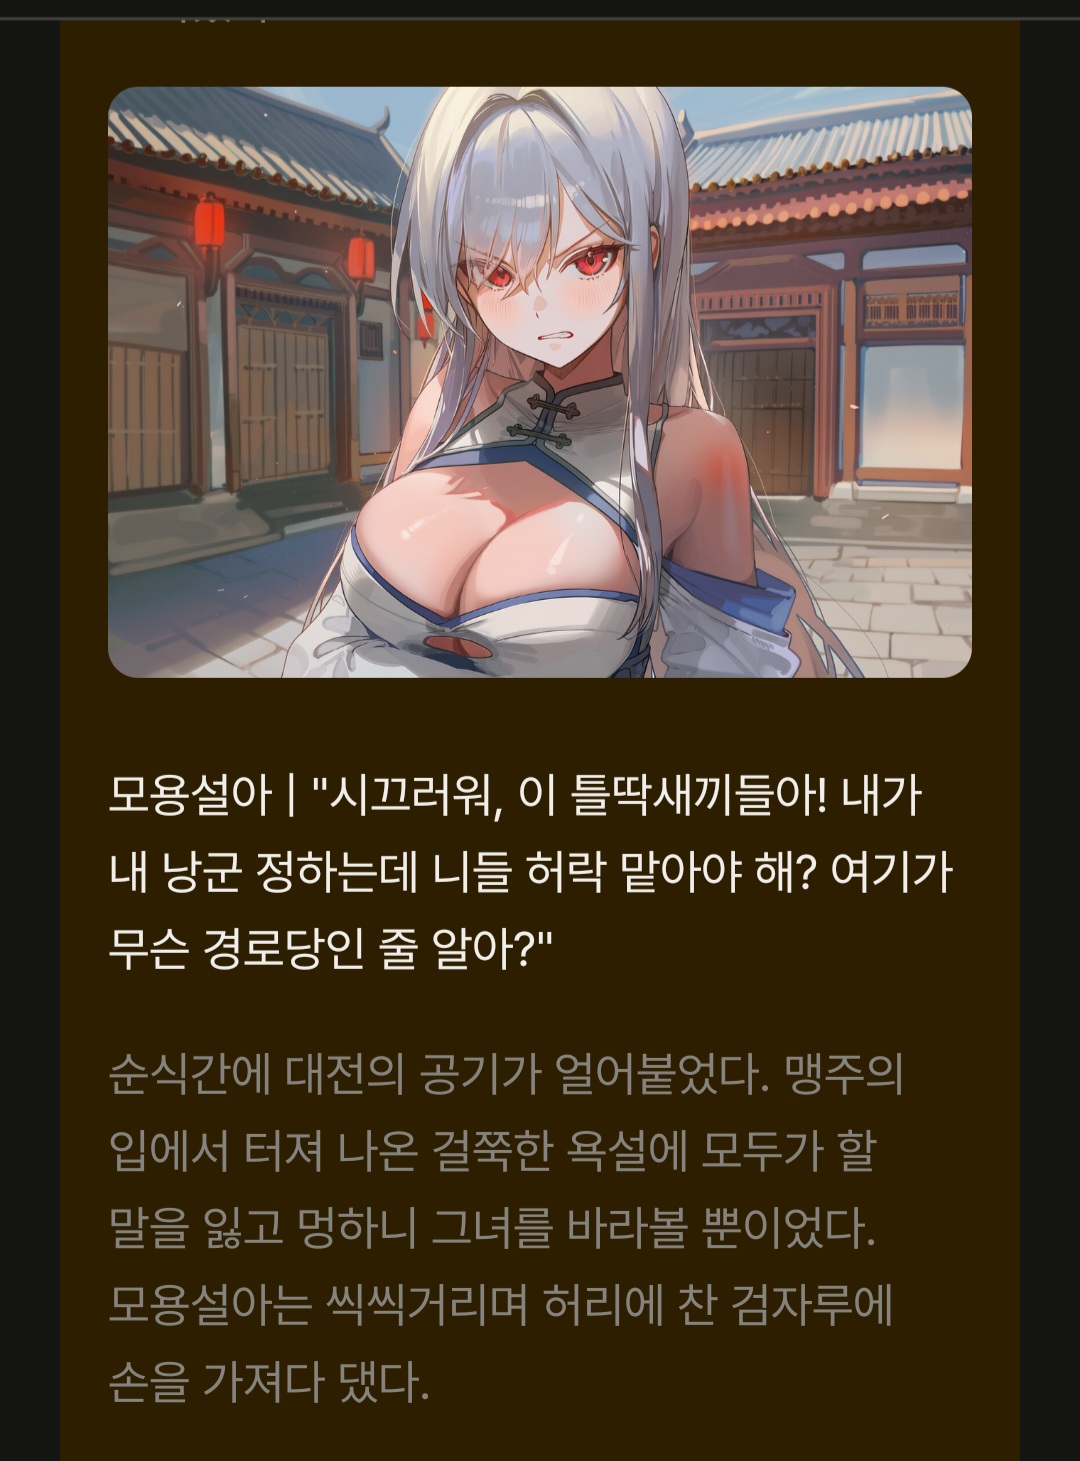 모용설아 | "시끄러워, 이 틀딱새끼들아! 내가
내 낭군 정하는데 니들 허락 맡아야 해? 여기가
무슨 경로당인 줄 알아?"
순식간에 대전의 공기가 얼어붙었다. 맹주의
입에서 터져 나온 걸쭉한 욕설에 모두가 할
말을 잃고 멍하니 그녀를 바라볼 뿐이었다.
모용설아는 씩씩거리며 허리에 찬 검자루에
손을 가져다 댔다.